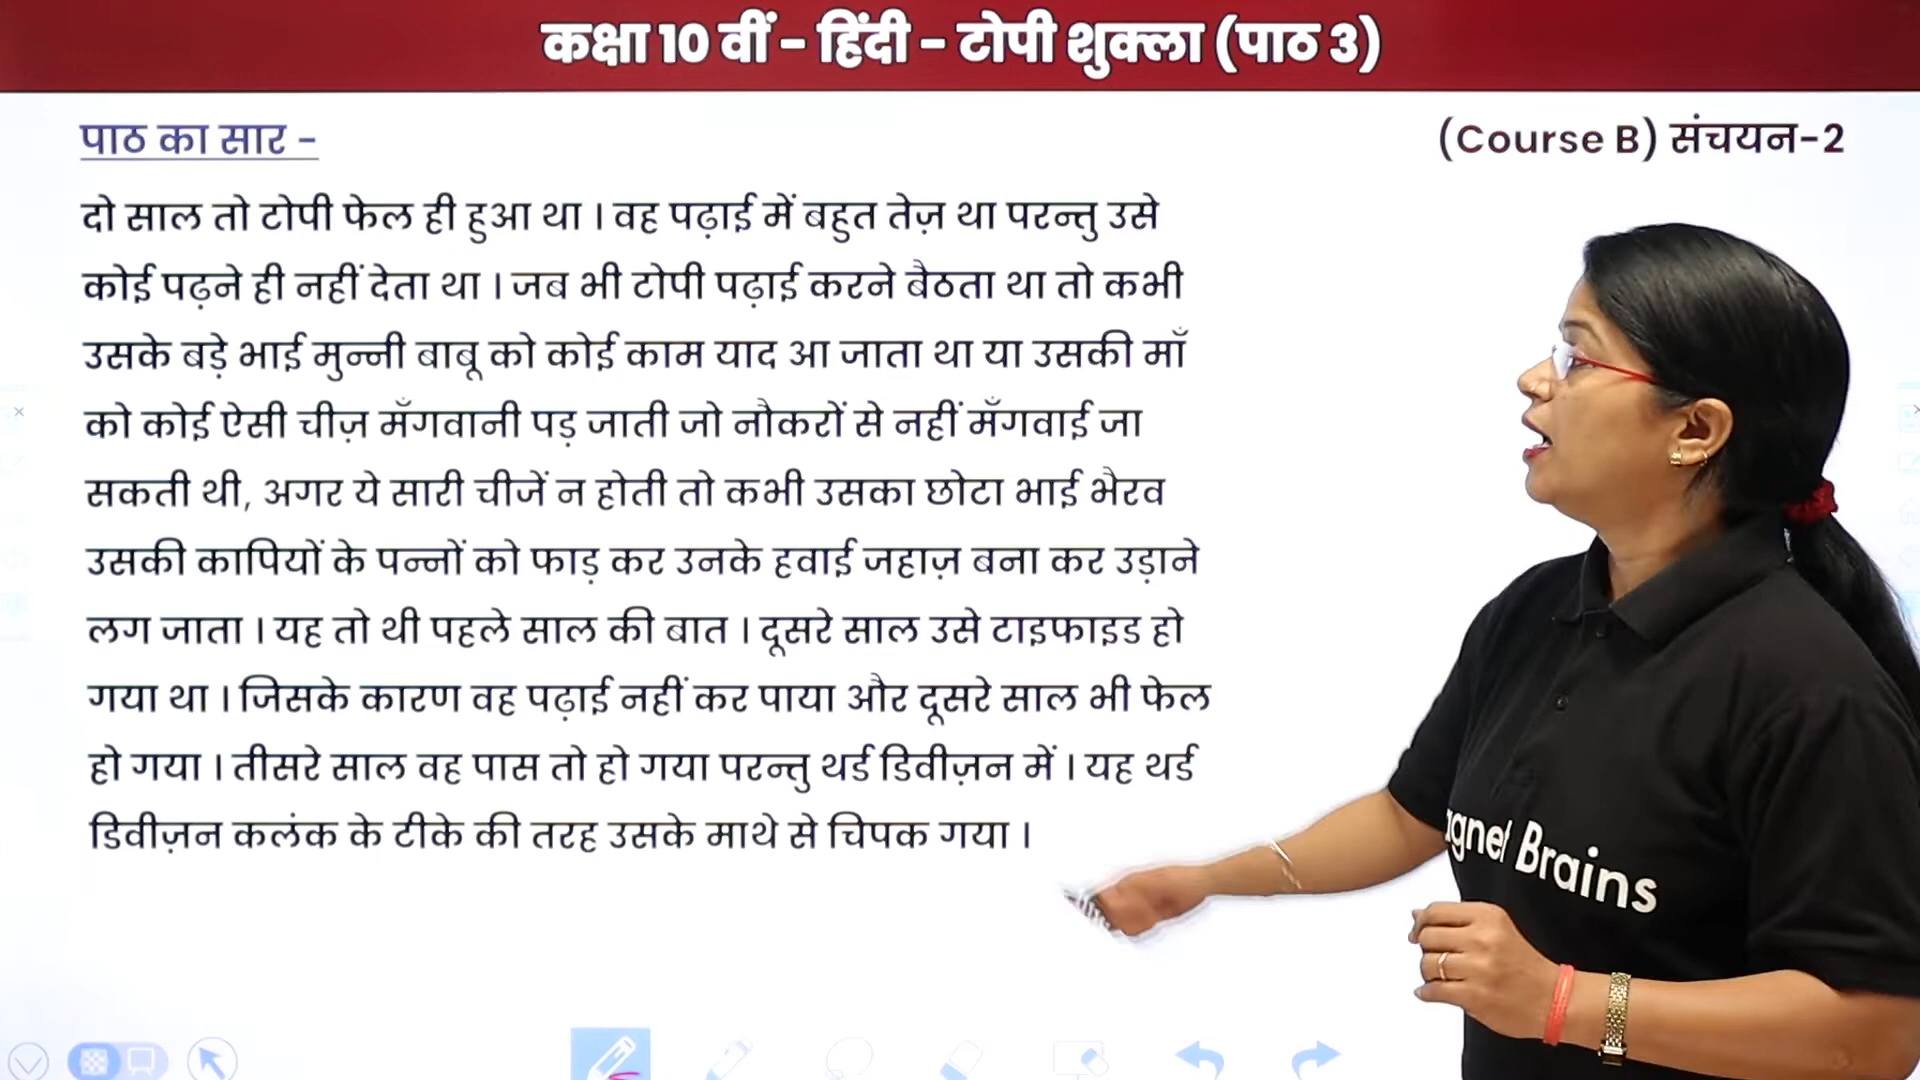 कक्षा 10 वीं - हिंदी - टोपी शुक्ला (पाठ 3)
पाठ का सार -
(Course B) संचयन-2
दो साल तो टोपी फेल ही हुआ था । वह पढ़ाई में बहुत तेज़ था परन्तु उसे
कोई पढ़ने ही नहीं देता था । जब भी टोपी पढ़ाई करने बैठता था तो कभी
उसके बड़े भाई मुन्नी बाबू को कोई काम याद आ जाता था या उसकी माँ
को कोई ऐसी चीज़ मँगवानी पड़ जाती जो नौकरों से नहीं मँगवाई जा
सकती थी, अगर ये सारी चीजें न होती तो कभी उसका छोटा भाई भैरव
उसकी कापियों के पन्नों को फाड़ कर उनके हवाई जहाज़ बना कर उड़ाने
लग जाता । यह तो थी पहले साल की बात । दूसरे साल उसे टाइफाइड हो
गया था । जिसके कारण वह पढ़ाई नहीं कर पाया और दूसरे साल भी फेल
हो गया । तीसरे साल वह पास तो हो गया परन्तु थर्ड डिवीज़न में । यह थर्ड
डिवीज़न कलंक के टीके की तरह उसके माथे से चिपक गया ।
agnet Brains